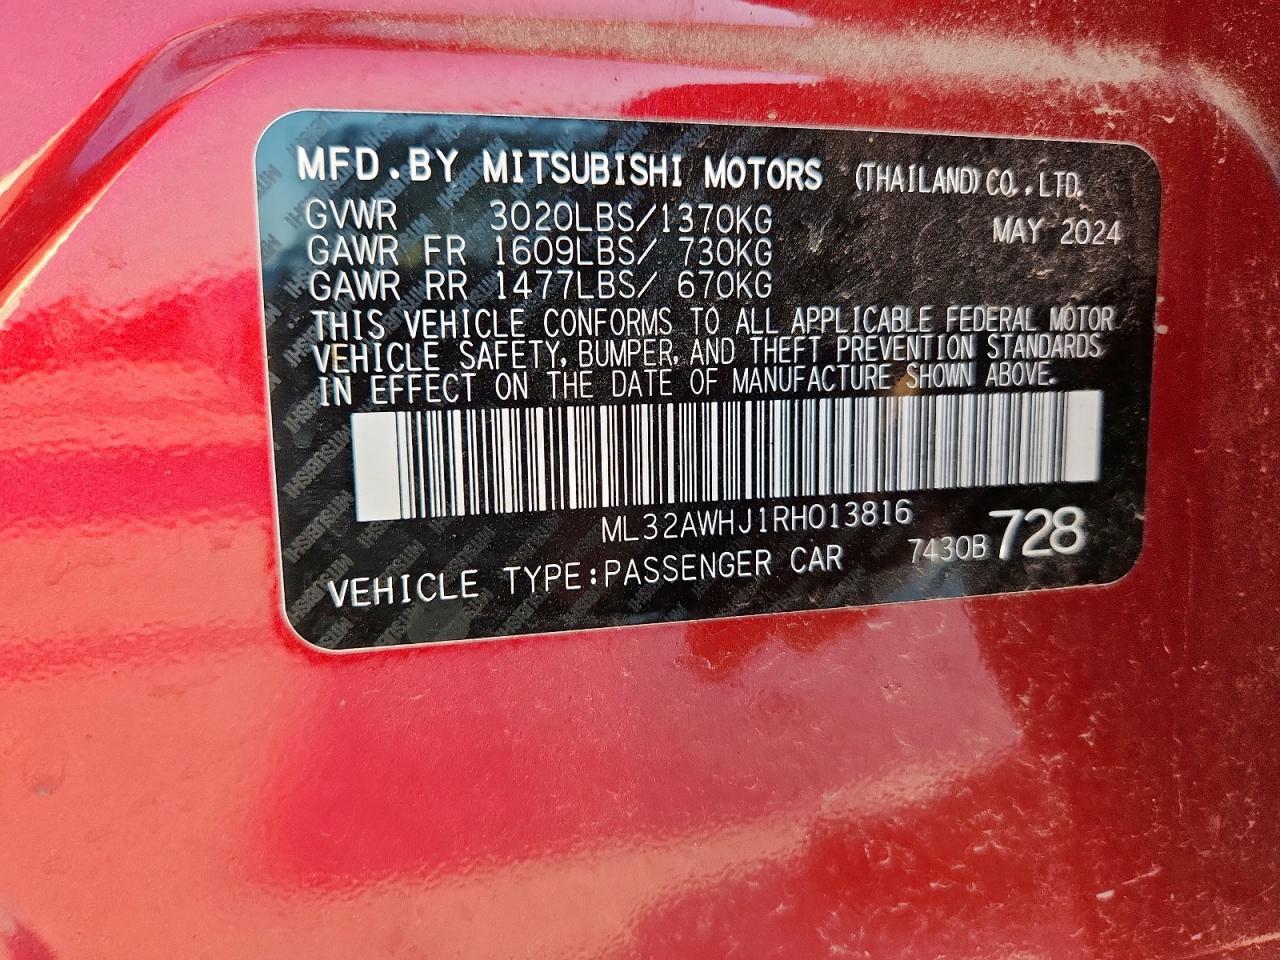 MFD.BY MITSUBISHI MOTORS (THAILAND) CO.,LTD.
GVWR 3020LBS/1370KG MAY 2024
GAWR FR 1609LBS/ 730KG
GAWR RR 1477LBS/ 670KG
THIS VEHICLE CONFORMS TO ALL APPLICABLE FEDERAL MOTOR
VEHICLE SAFETY, BUMPER, AND THEFT PREVENTION STANDARDS
IN EFFECT ON THE DATE OF MANUFACTURE SHOWN ABOVE.
ML32AWHJ1RH013816
VEHICLE TYPE:PASSENGER CAR 7430B 728